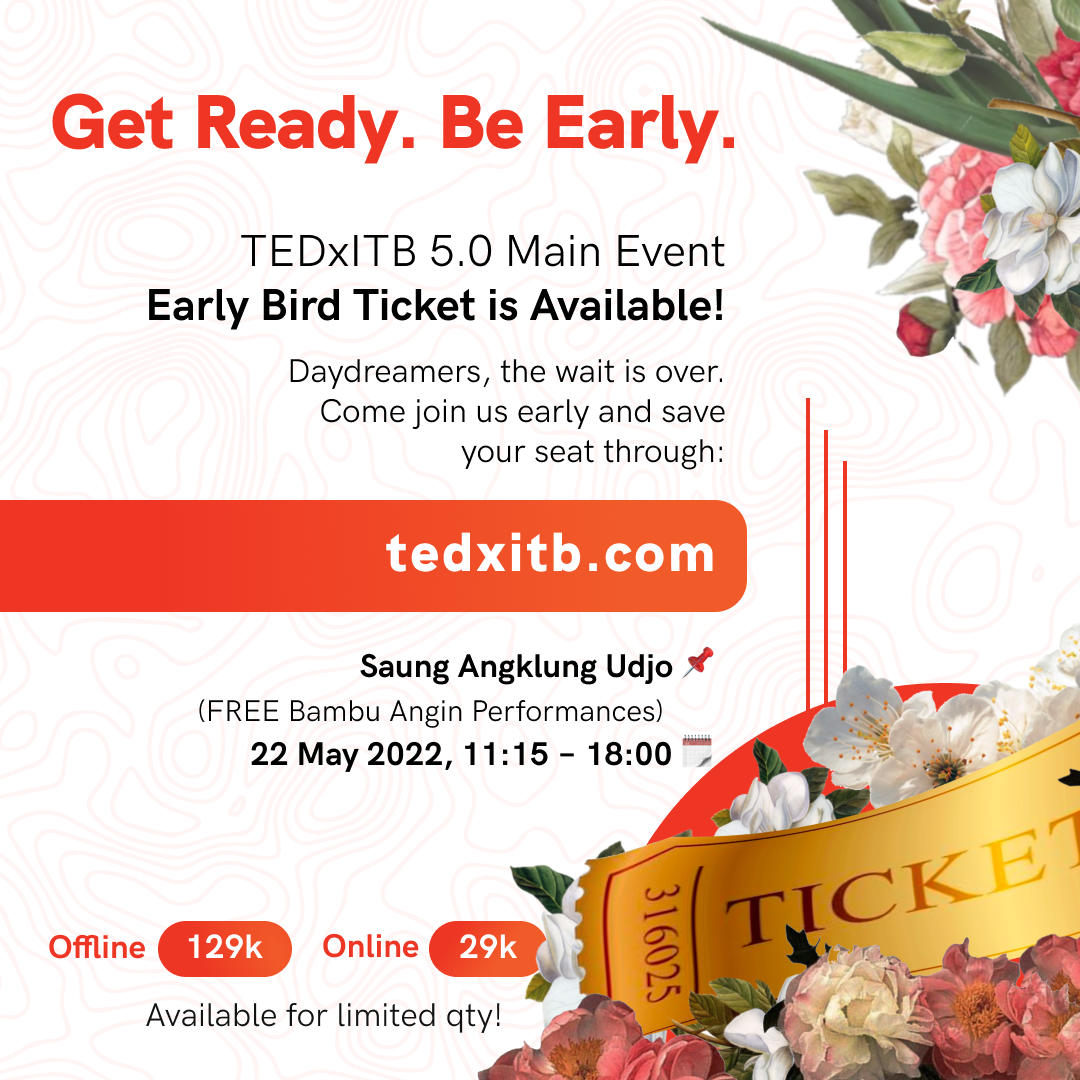 Get Ready. Be Early.
TEDxITB 5.0 Main Event
Early Bird Ticket is Available!
Daydreamers, the wait is over.
Come join us early and save
your seat through:
tedxitb.com
Saung Angklung Udjo
(FREE Bambu Angin Performances)
22 May 2022, 11:15 – 18:00
316025
TICKET
Offline 129k Online 29k
Available for limited qty!